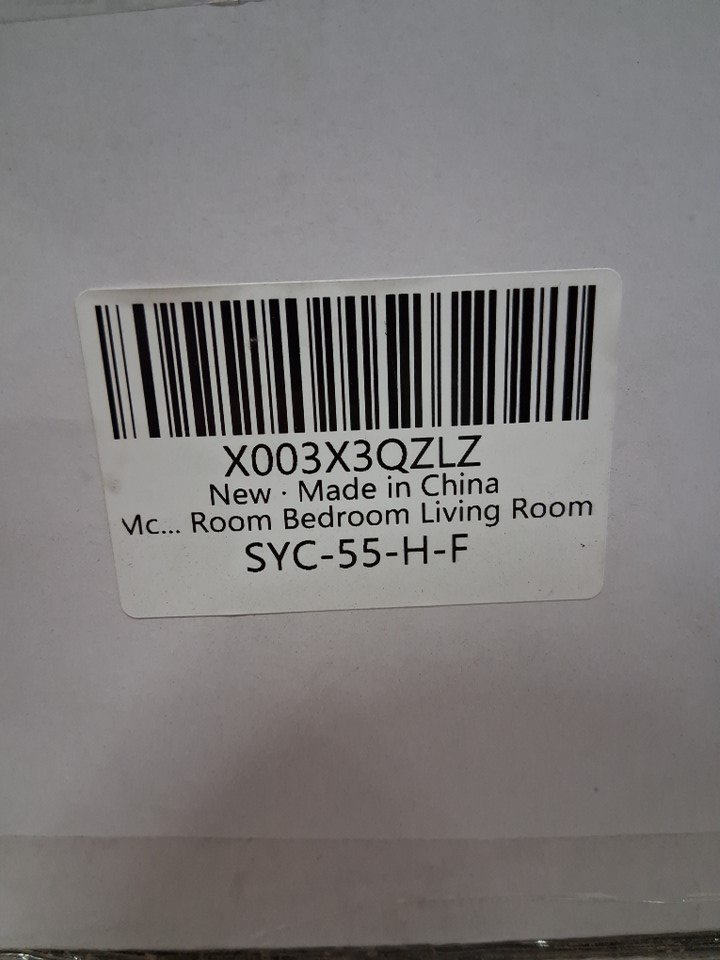 X003X3QZLZ
New · Made in China
Mc... Room Bedroom Living Room
SYC-55-H-F